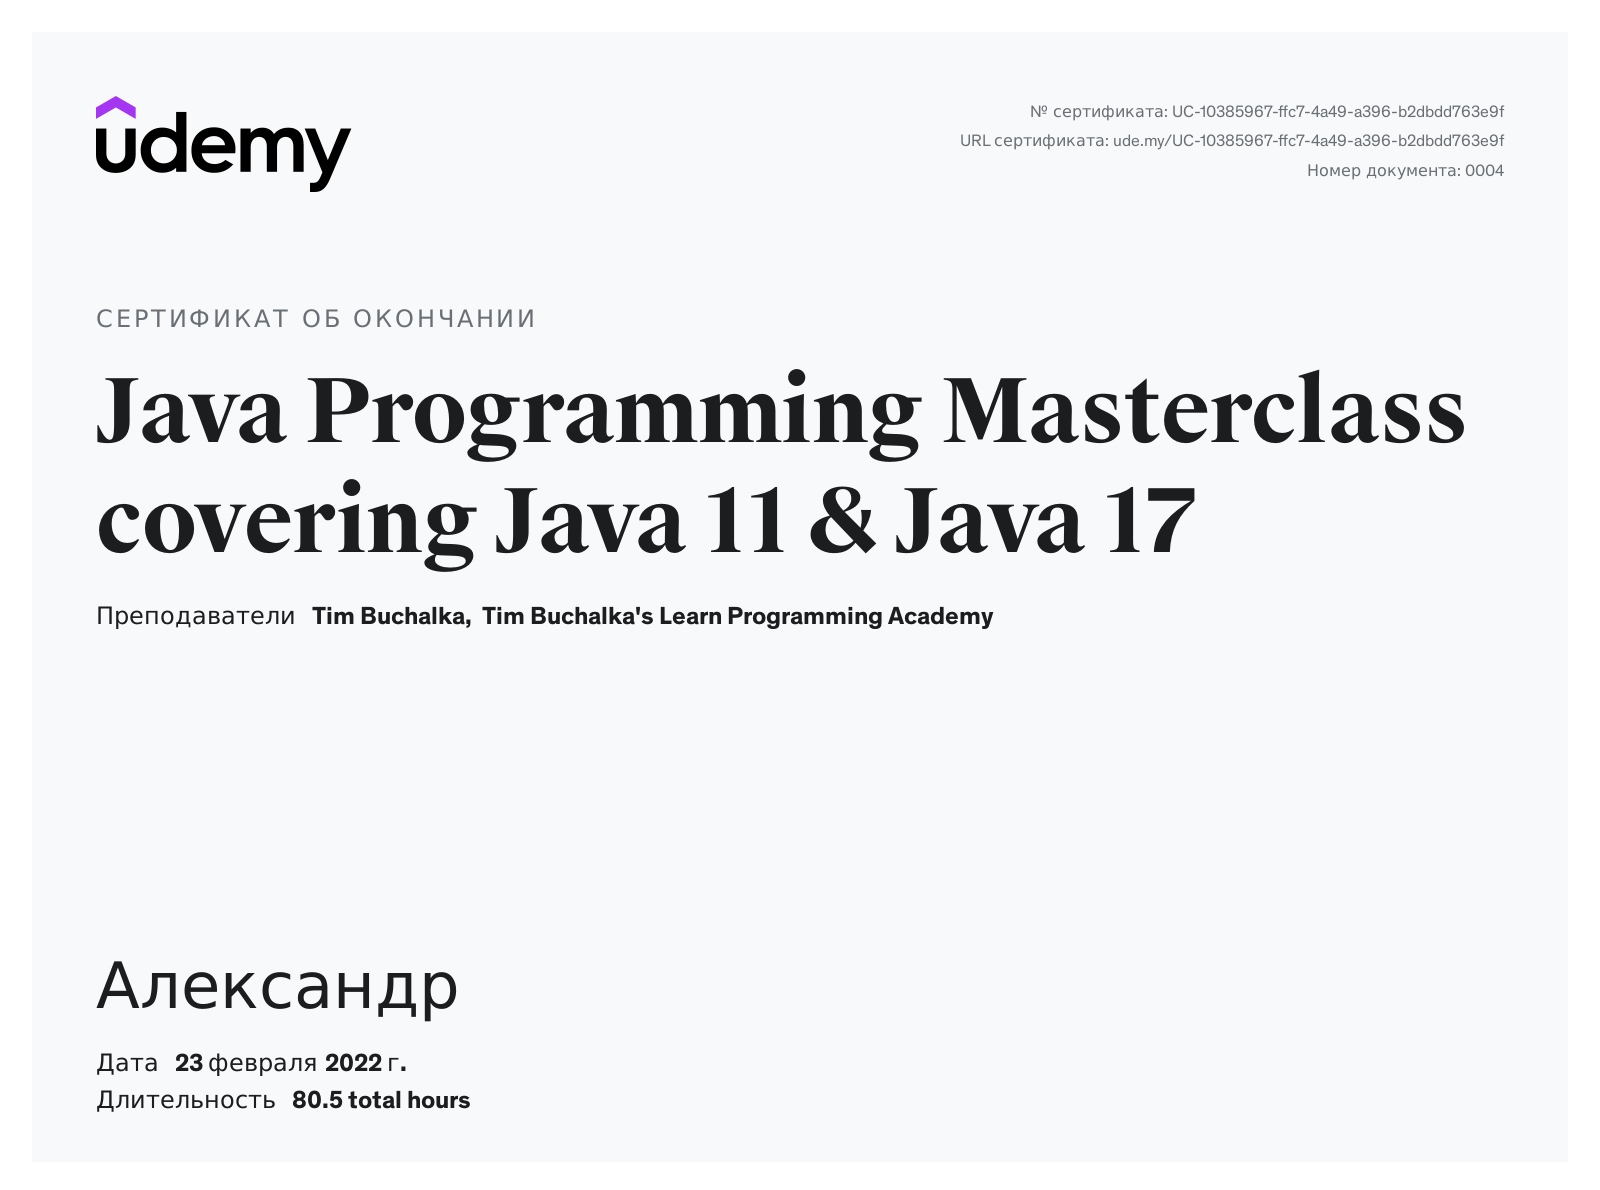 udemy
№ сертификата: UC-10385967-ffc7-4a49-a396-b2dbdd763e9f
URL сертификата: ude.my/UC-10385967-ffc7-4a49-a396-b2dbdd763e9f
Номер документа: 0004
СЕРТИФИКАТ ОБ ОКОНЧАНИИ
Java Programming Masterclass
covering Java 11 & Java 17
Преподаватели Tim Buchalka, Tim Buchalka's Learn Programming Academy
Александр
Дата 23 февраля 2022 г.
Длительность 80.5 total hours